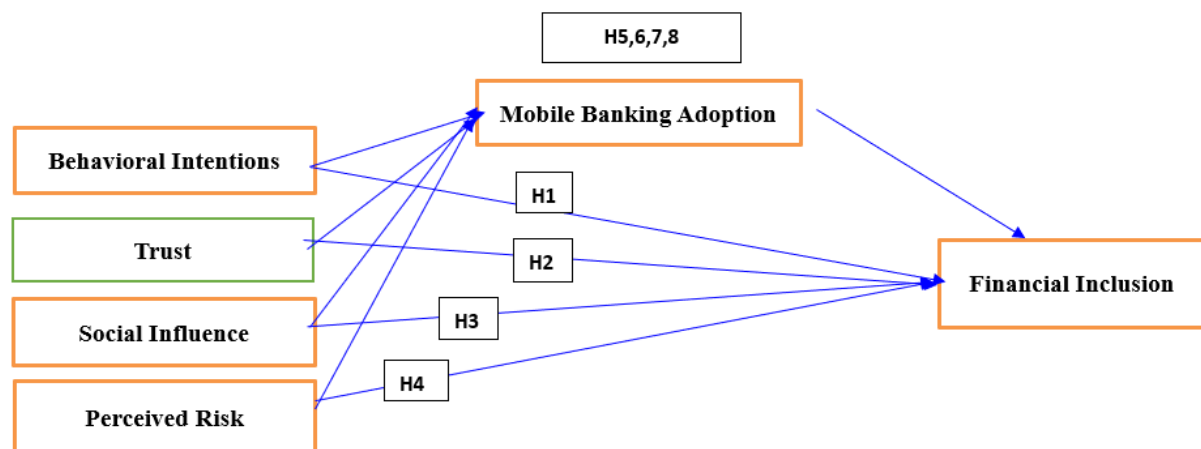 H5,6,7,8
Mobile Banking Adoption
Behavioral Intentions
H1
Trust
H2
Financial Inclusion
Social Influence
H3
H4
Perceived Risk